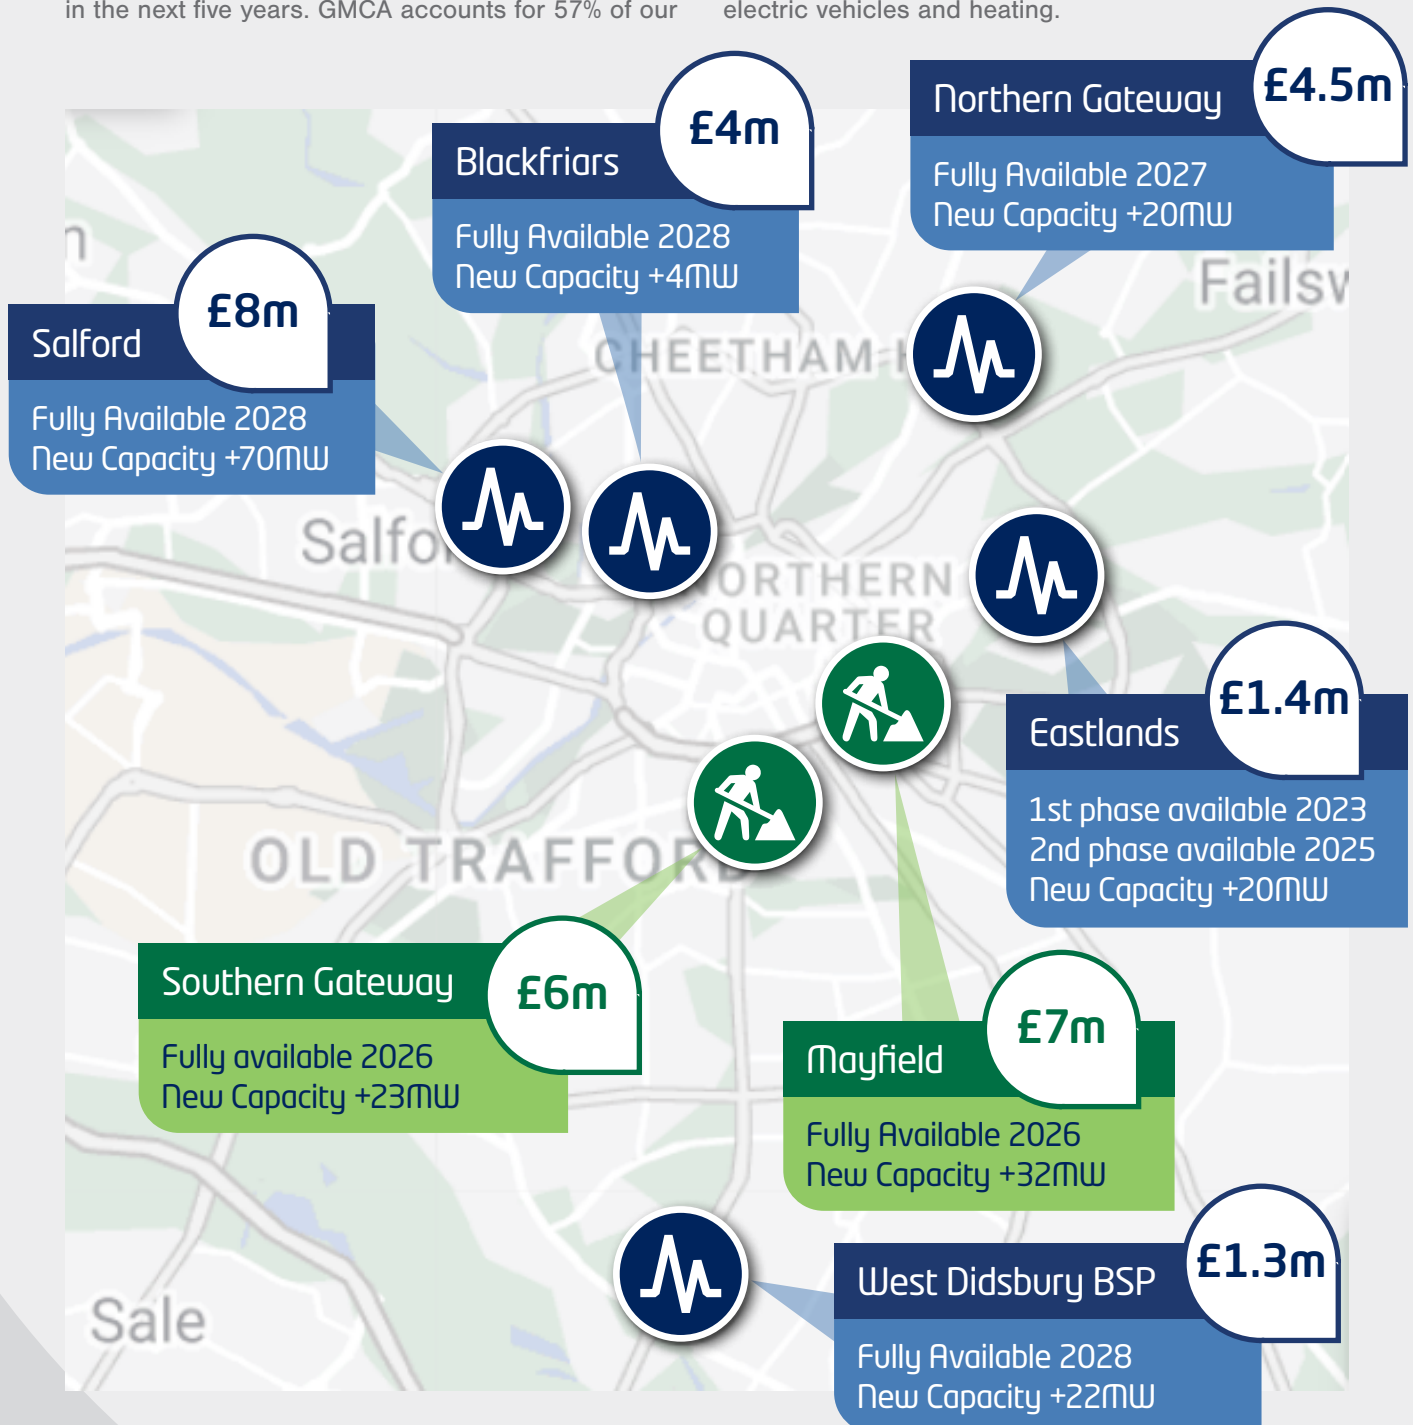 in the next five years. GMCA accounts for 57% of our
electric vehicles and heating.
Northern Gateway
£4.5m
Fully Available 2027
New Capacity +20MW
Blackfriars
£4m
Fully Available 2028
New Capacity +4MW
Salford
£8m
Fully Available 2028
New Capacity +70MW
Failsw
CHEETHAM H
Salfo
NORTHERN
QUARTER
Eastlands
£1.4m
1st phase available 2023
2nd phase available 2025
New Capacity +20MW
OLD TRAFFORD
Southern Gateway
£6m
Fully available 2026
New Capacity +23MW
Mayfield
£7m
Fully Available 2026
New Capacity +32MW
West Didsbury BSP
£1.3m
Fully Available 2028
New Capacity +22MW
Sale